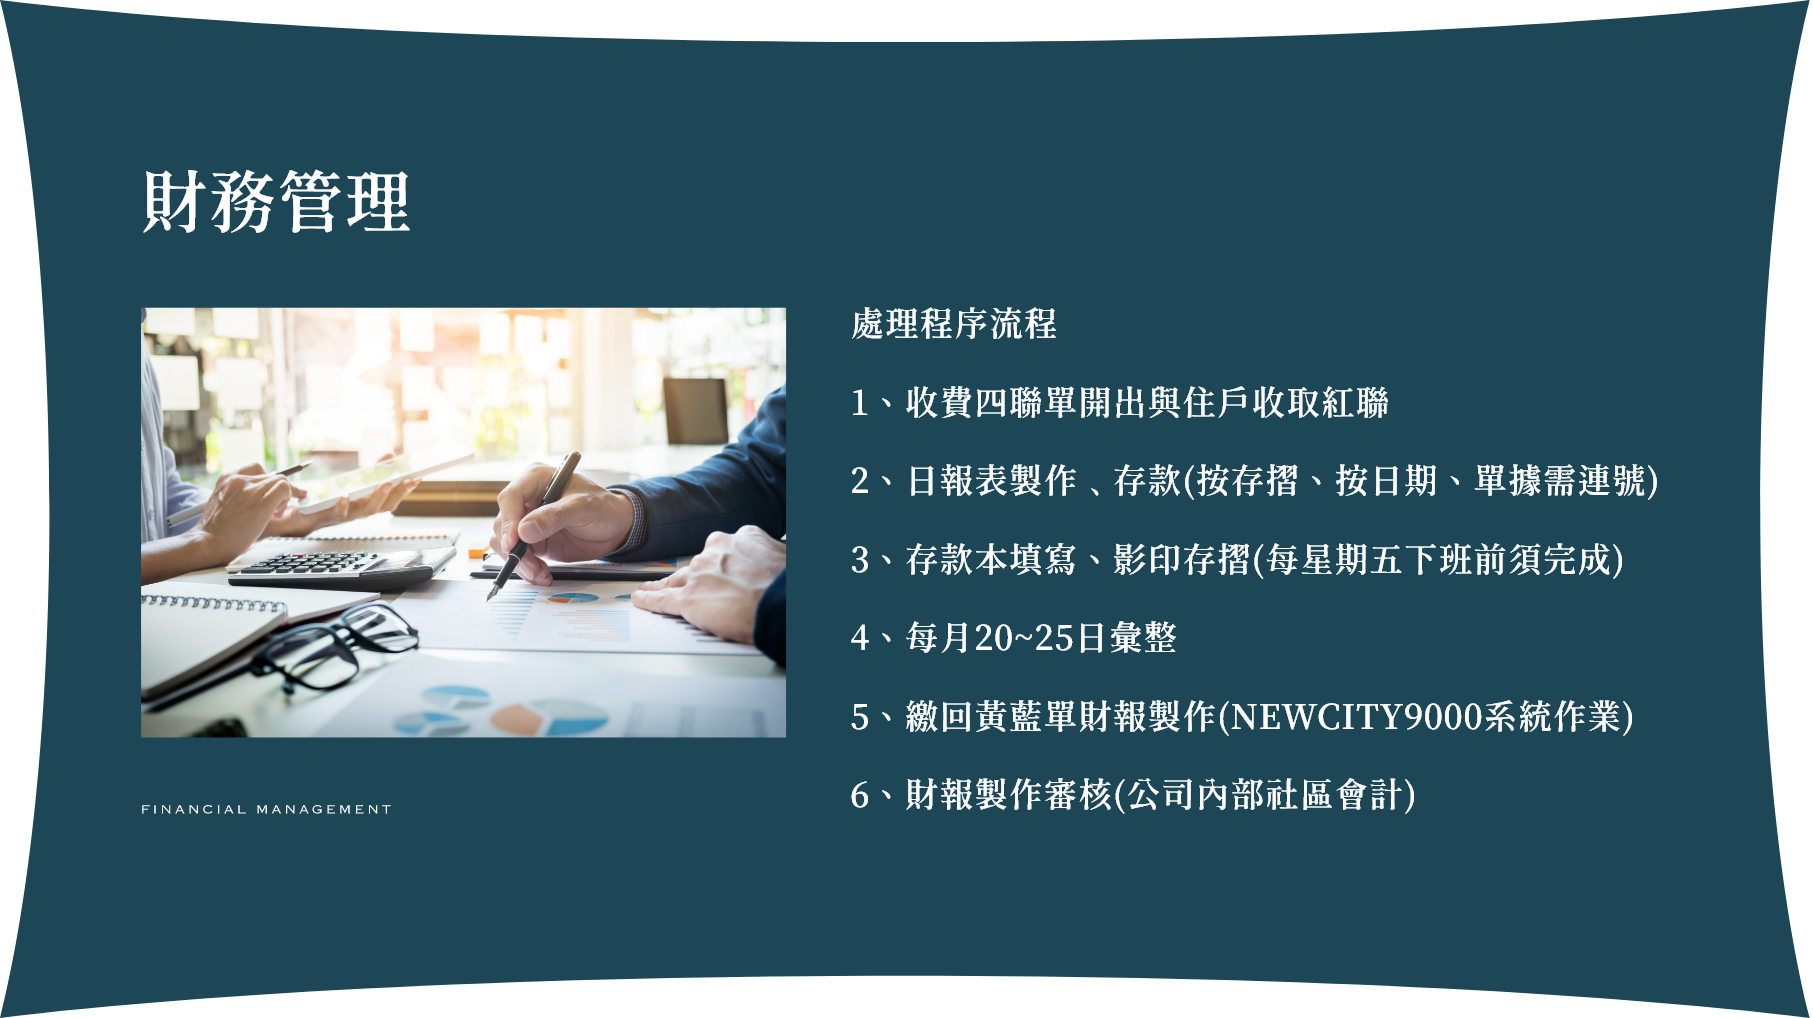 財務管理
處理程序流程
1、收費四聯單開出與住戶收取紅聯
2、日報表製作﹑存款(按存摺、按日期、單據需連號)
3、存款本填寫、影印存摺(每星期五下班前須完成)
4、每月20~25日彙整
5、繳回黃藍單財報製作(NEWCITY9000系統作業)
6、財報製作審核(公司內部社區會計)
FINANCIAL MANAGEMENT